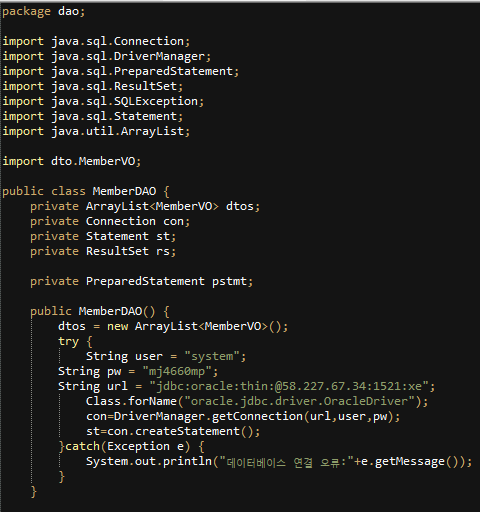 package dao;
import java.sql.Connection;
import java.sql.DriverManager;
import java.sql.PreparedStatement;
import java.sql.ResultSet;
import java.sql.SQLException;
import java.sql.Statement;
import java.util.ArrayList;
import dto.MemberVO;
public class MemberDAO {
    private ArrayList<MemberVO> dtos;
    private Connection con;
    private Statement st;
    private ResultSet rs;
    private PreparedStatement pstmt;
    public MemberDAO() {
        dtos = new ArrayList<MemberVO>();
        try {
            String user = "system";
        String pw = "mj4660mp";
        String url = "jdbc:oracle:thin:@58.227.67.34:1521:xe";
            Class.forName("oracle.jdbc.driver.OracleDriver");
            con=DriverManager.getConnection(url,user,pw);
            st=con.createStatement();
        }catch(Exception e) {
            System.out.println("데이터베이스 연결 오류:"+e.getMessage());
        }
    }